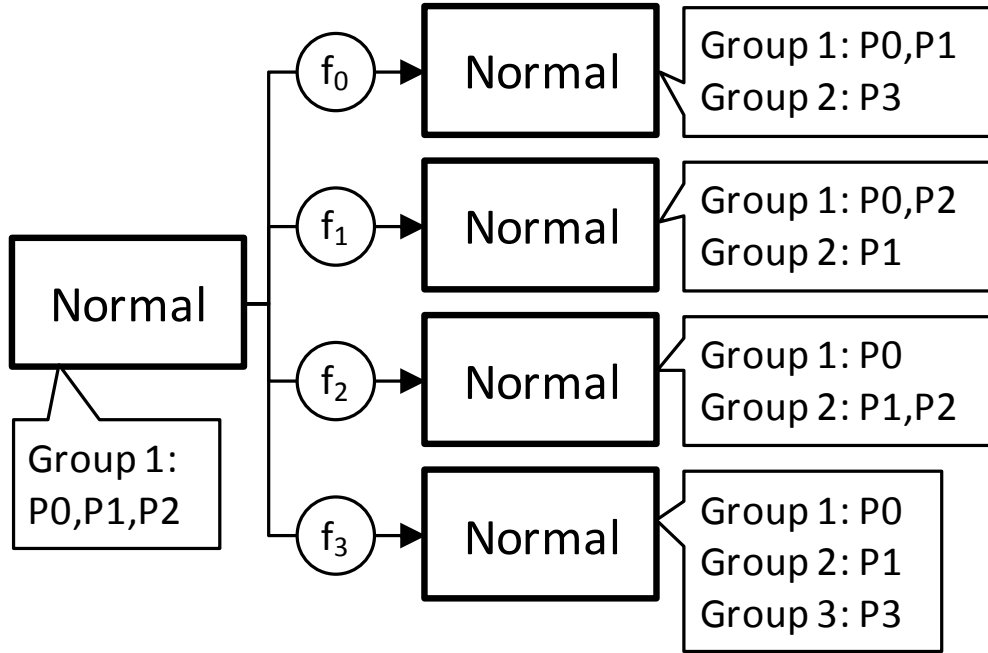 Normal
Group 1:
P0,P1,P2
f0
Normal
Group 1: P0,P1
Group 2: P3
f1
Normal
Group 1: P0,P2
Group 2: P1
f2
Normal
Group 1: P0
Group 2: P1,P2
f3
Normal
Group 1: P0
Group 2: P1
Group 3: P3